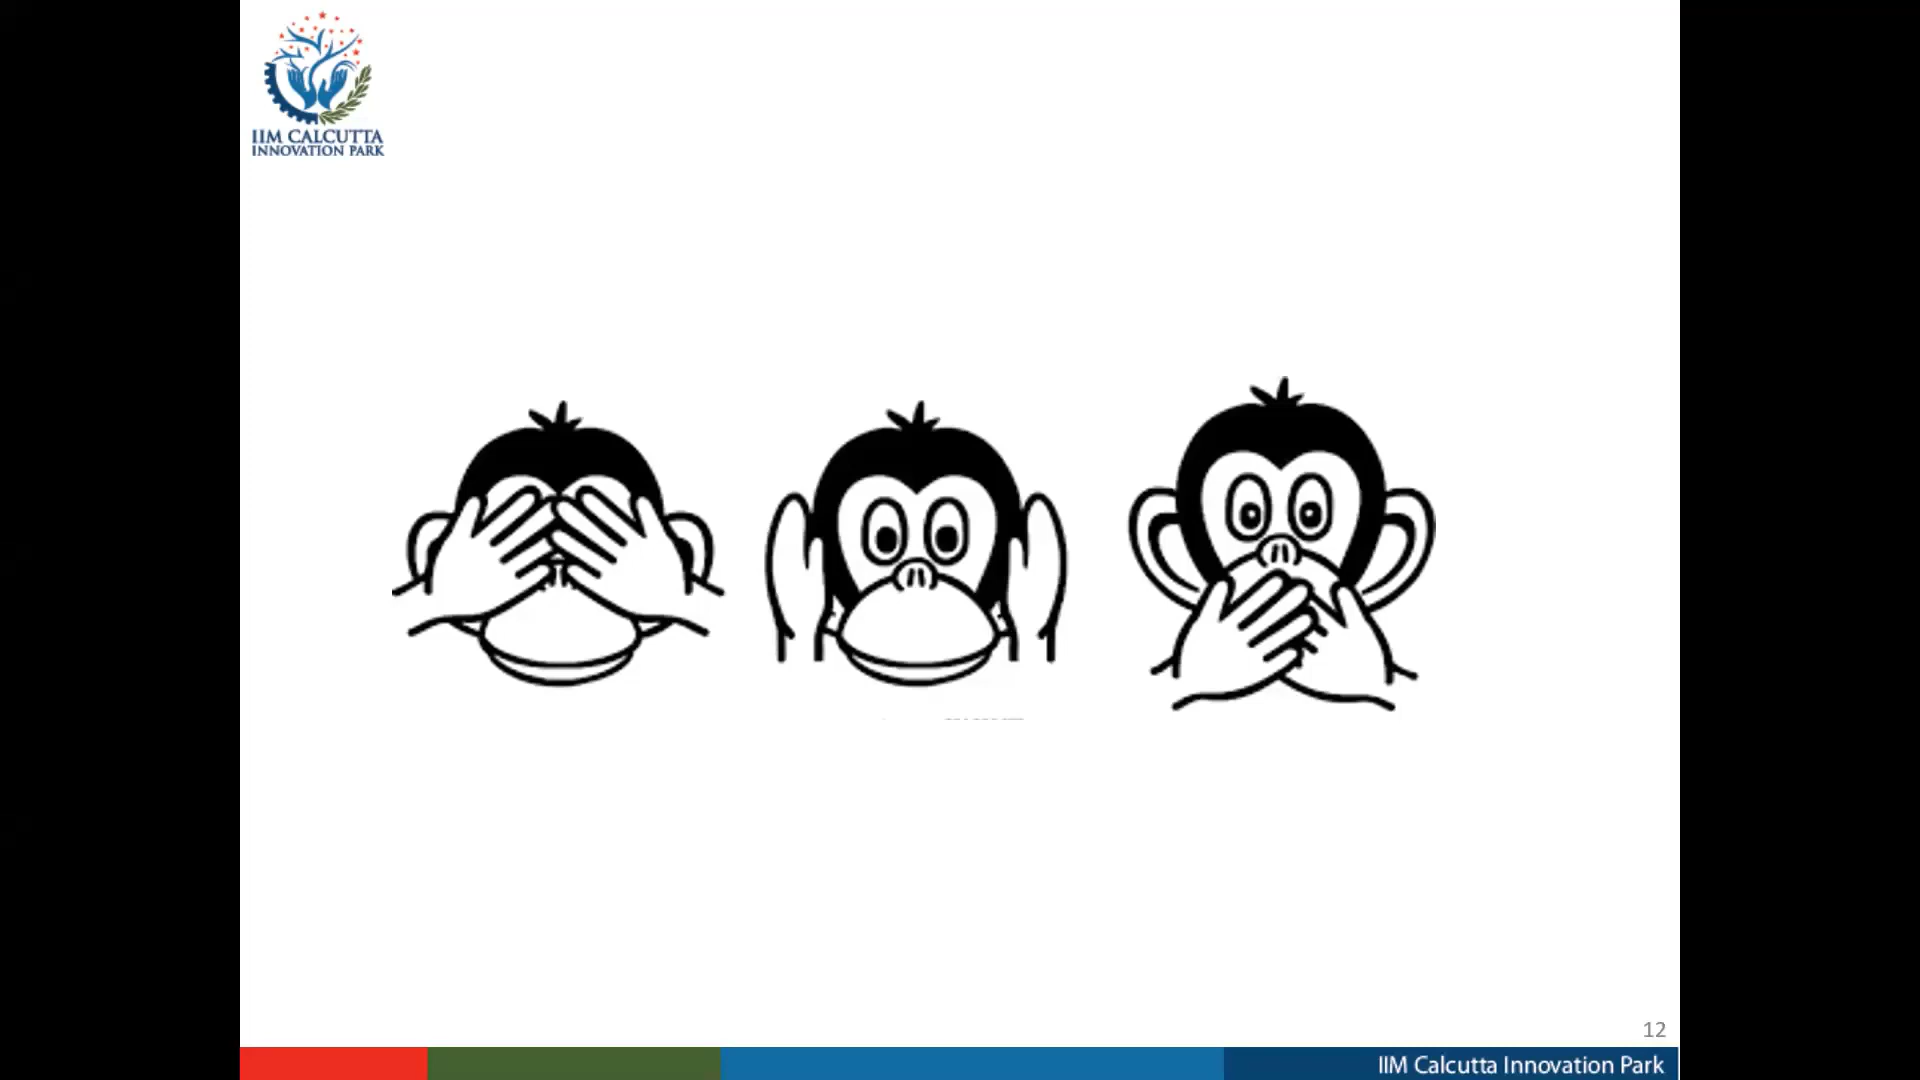 IIM CALCUTTA
INNOVATION PARK
12
IIM Calcutta Innovation Park